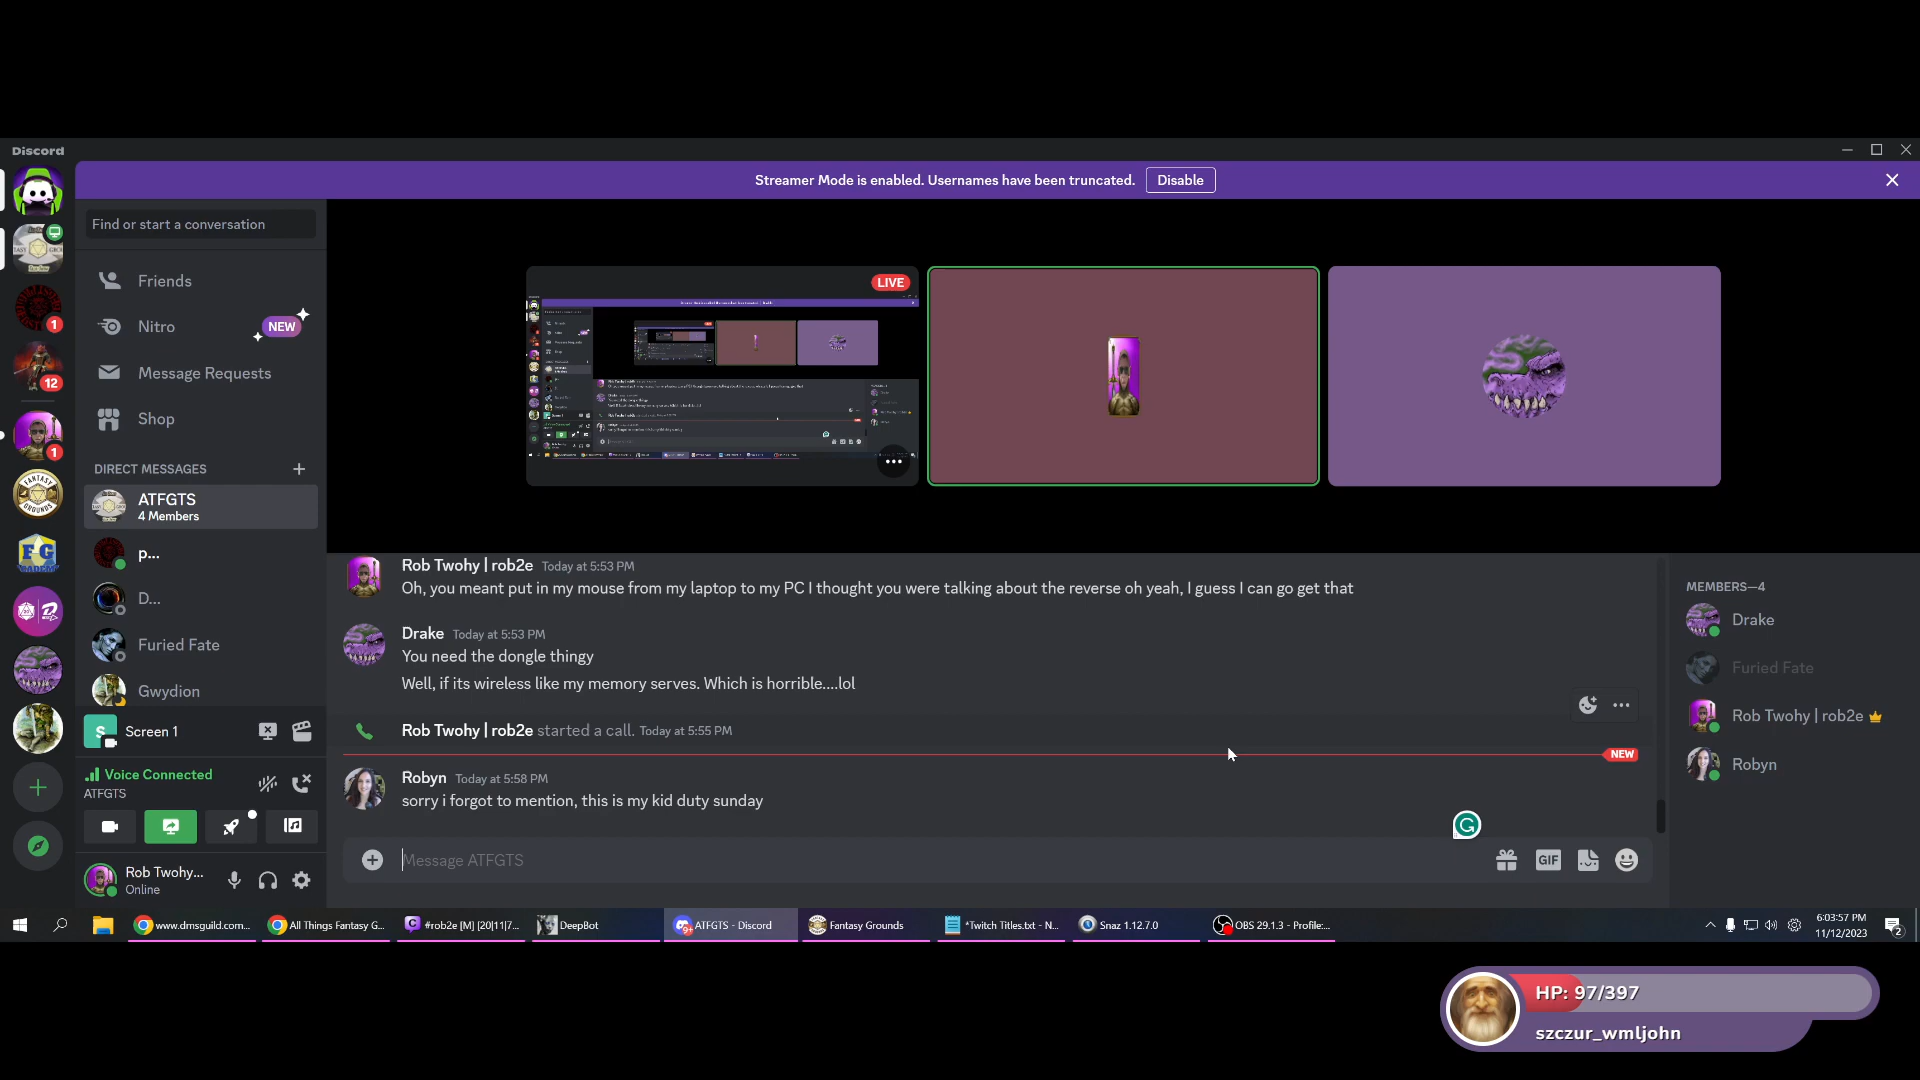 Discord
Streamer Mode is enabled. Usernames have been truncated. Disable
Find or start a conversation
Friends
Nitro NEW
Message Requests
Shop
DIRECT MESSAGES
ATFGTS
4 Members
p...
D...
Furied Fate
Gwydion
1
12
1
S Screen 1
Voice Connected
ATFGTS
Rob Twohy...
Online
LIVE
Rob Twohy | rob2e Today at 5:53 PM
Oh, you meant put in my mouse from my laptop to my PC I thought you were talking about the reverse oh yeah, I guess I can go get that
Drake Today at 5:53 PM
You need the dongle thingy
Well, if its wireless like my memory serves. Which is horrible....lol
Rob Twohy | rob2e started a call. Today at 5:55 PM
NEW
Robyn Today at 5:58 PM
sorry i forgot to mention, this is my kid duty sunday
Message ATFGTS
GIF
MEMBERS—4
Drake
Furied Fate
Rob Twohy | rob2e
Robyn
www.dmsguild.com... All Things Fantasy G... #rob2e [M] [20|11|7... DeepBot ATFGTS - Discord Fantasy Grounds *Twitch Titles.txt - N... Snaz 1.12.7.0 OBS 29.1.3 - Profile:...
6:03:57 PM
11/12/2023
2
HP: 97/397
szczur_wmljohn